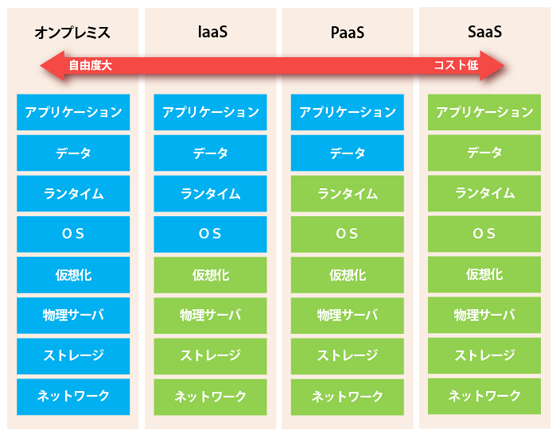 オンプレミス IaaS PaaS SaaS
自由度大 コスト低
アプリケーション アプリケーション アプリケーション アプリケーション
データ データ データ データ
ランタイム ランタイム ランタイム ランタイム
OS OS OS OS
仮想化 仮想化 仮想化 仮想化
物理サーバ 物理サーバ 物理サーバ 物理サーバ
ストレージ ストレージ ストレージ ストレージ
ネットワーク ネットワーク ネットワーク ネットワーク